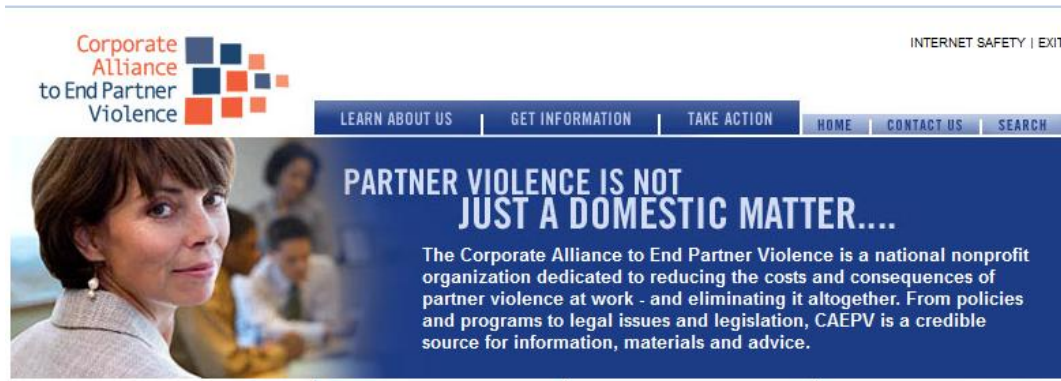 Corporate
Alliance
to End Partner
Violence
INTERNET SAFETY | EXIT
LEARN ABOUT US
GET INFORMATION
TAKE ACTION
HOME
CONTACT US
SEARCH
PARTNER VIOLENCE IS NOT
JUST A DOMESTIC MATTER....
The Corporate Alliance to End Partner Violence is a national nonprofit
organization dedicated to reducing the costs and consequences of
partner violence at work - and eliminating it altogether. From policies
and programs to legal issues and legislation, CAEPV is a credible
source for information, materials and advice.